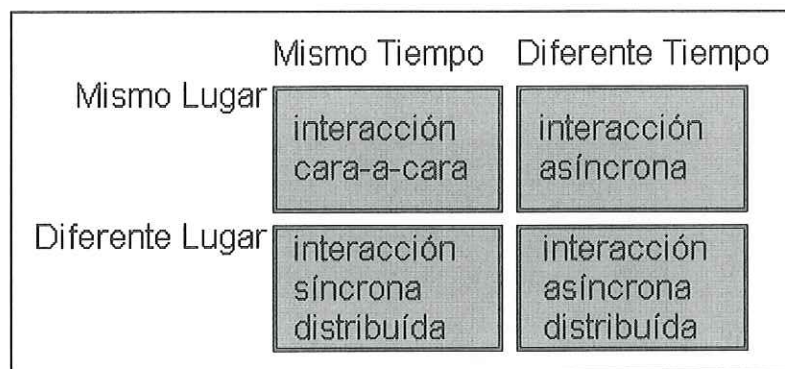 Mismo Tiempo Diferente Tiempo
Mismo Lugar
interacción interacción
cara-a-cara asíncrona
Diferente Lugar
interacción interacción
síncrona asíncrona
distribuída distribuída